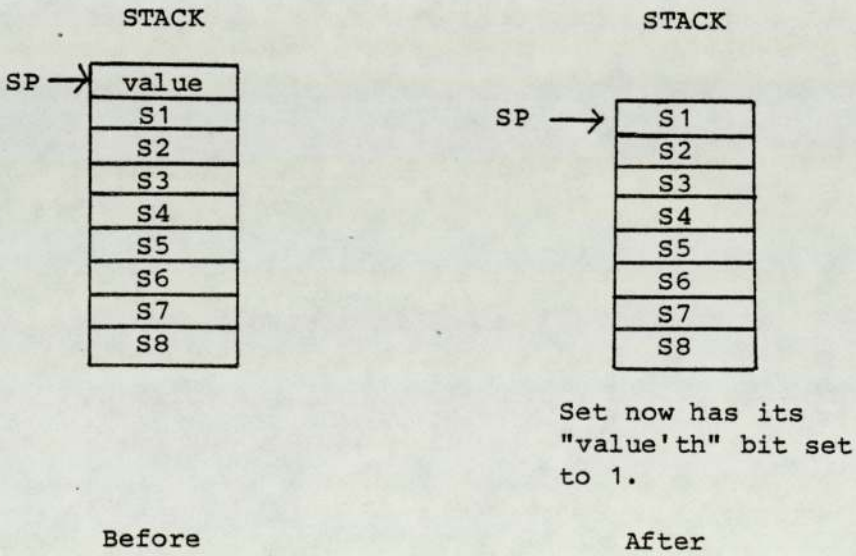 STACK
SP → value
S1
S2
S3
S4
S5
S6
S7
S8
Before
STACK
SP → S1
S2
S3
S4
S5
S6
S7
S8
Set now has its
"value'th" bit set
to 1.
After